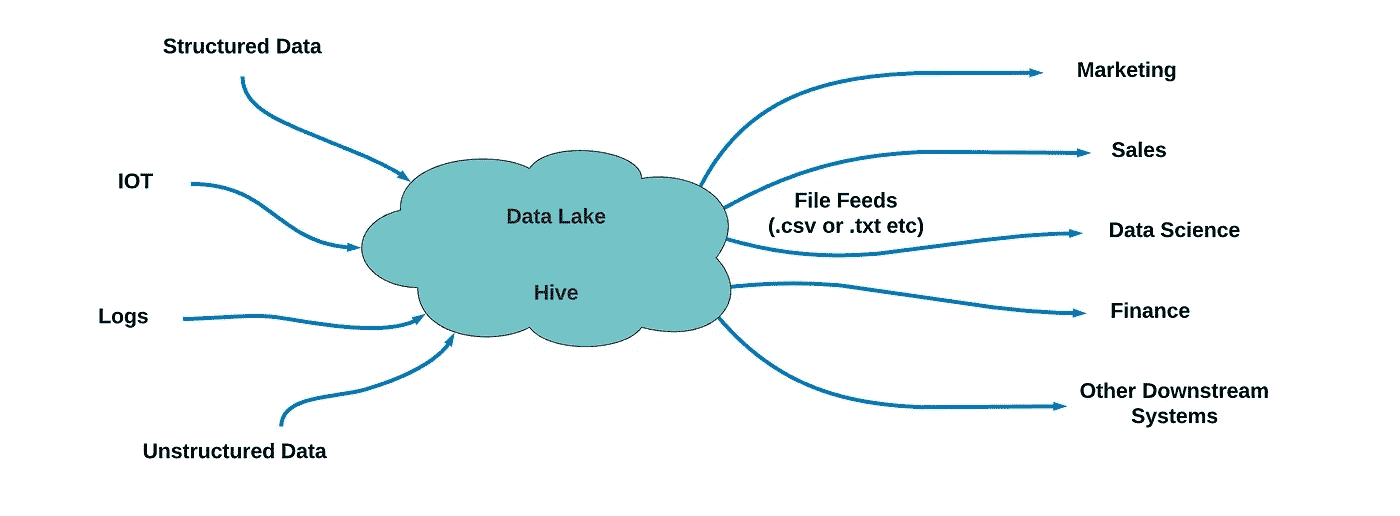 Structured Data
IOT
Logs
Unstructured Data
Data Lake
Hive
File Feeds
(.csv or .txt etc)
Marketing
Sales
Data Science
Finance
Other Downstream
Systems